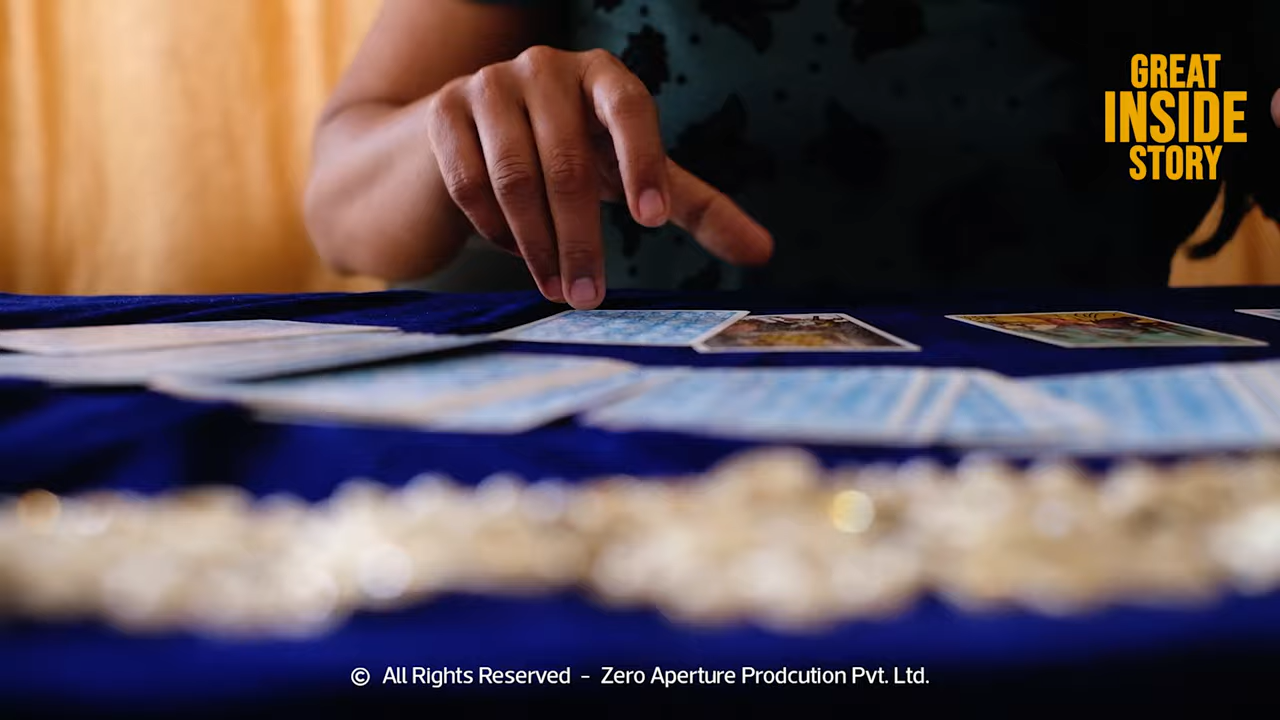 GREAT
INSIDE
STORY
© All Rights Reserved - Zero Aperture Prodcution Pvt. Ltd.